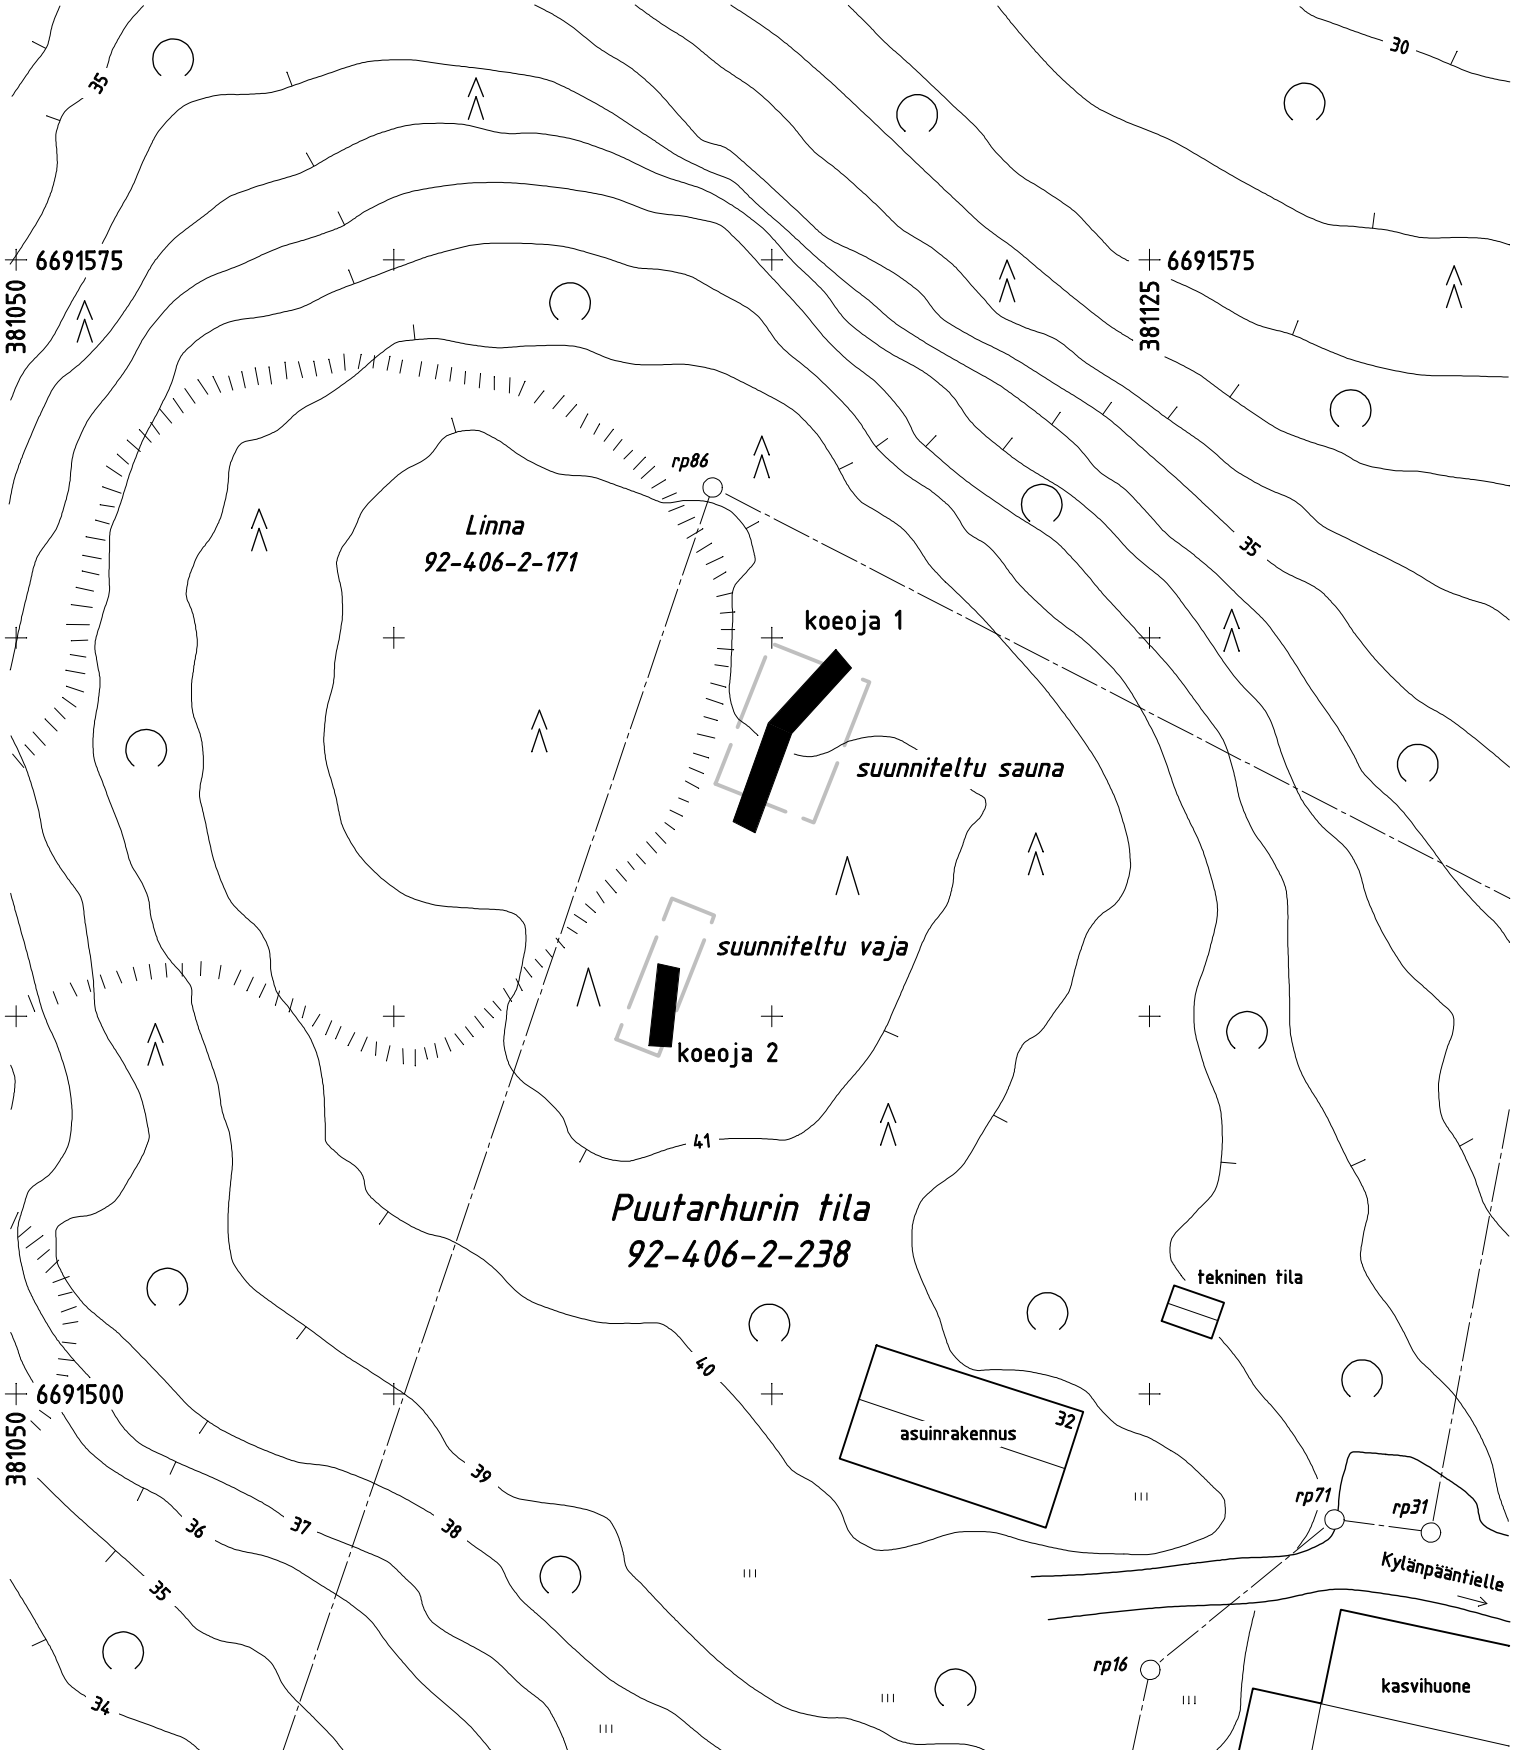 30
35
6691575
6691575
381050
381125
rp86
Linna
92-406-2-171
35
koeoja 1
suunniteltu sauna
suunniteltu vaja
koeoja 2
41
Puutarhurin tila
92-406-2-238
tekninen tila
40
6691500
381050
32
asuinrakennus
39
rp71
rp31
36
37
38
Kylänpääntielle
35
rp16
kasvihuone
34